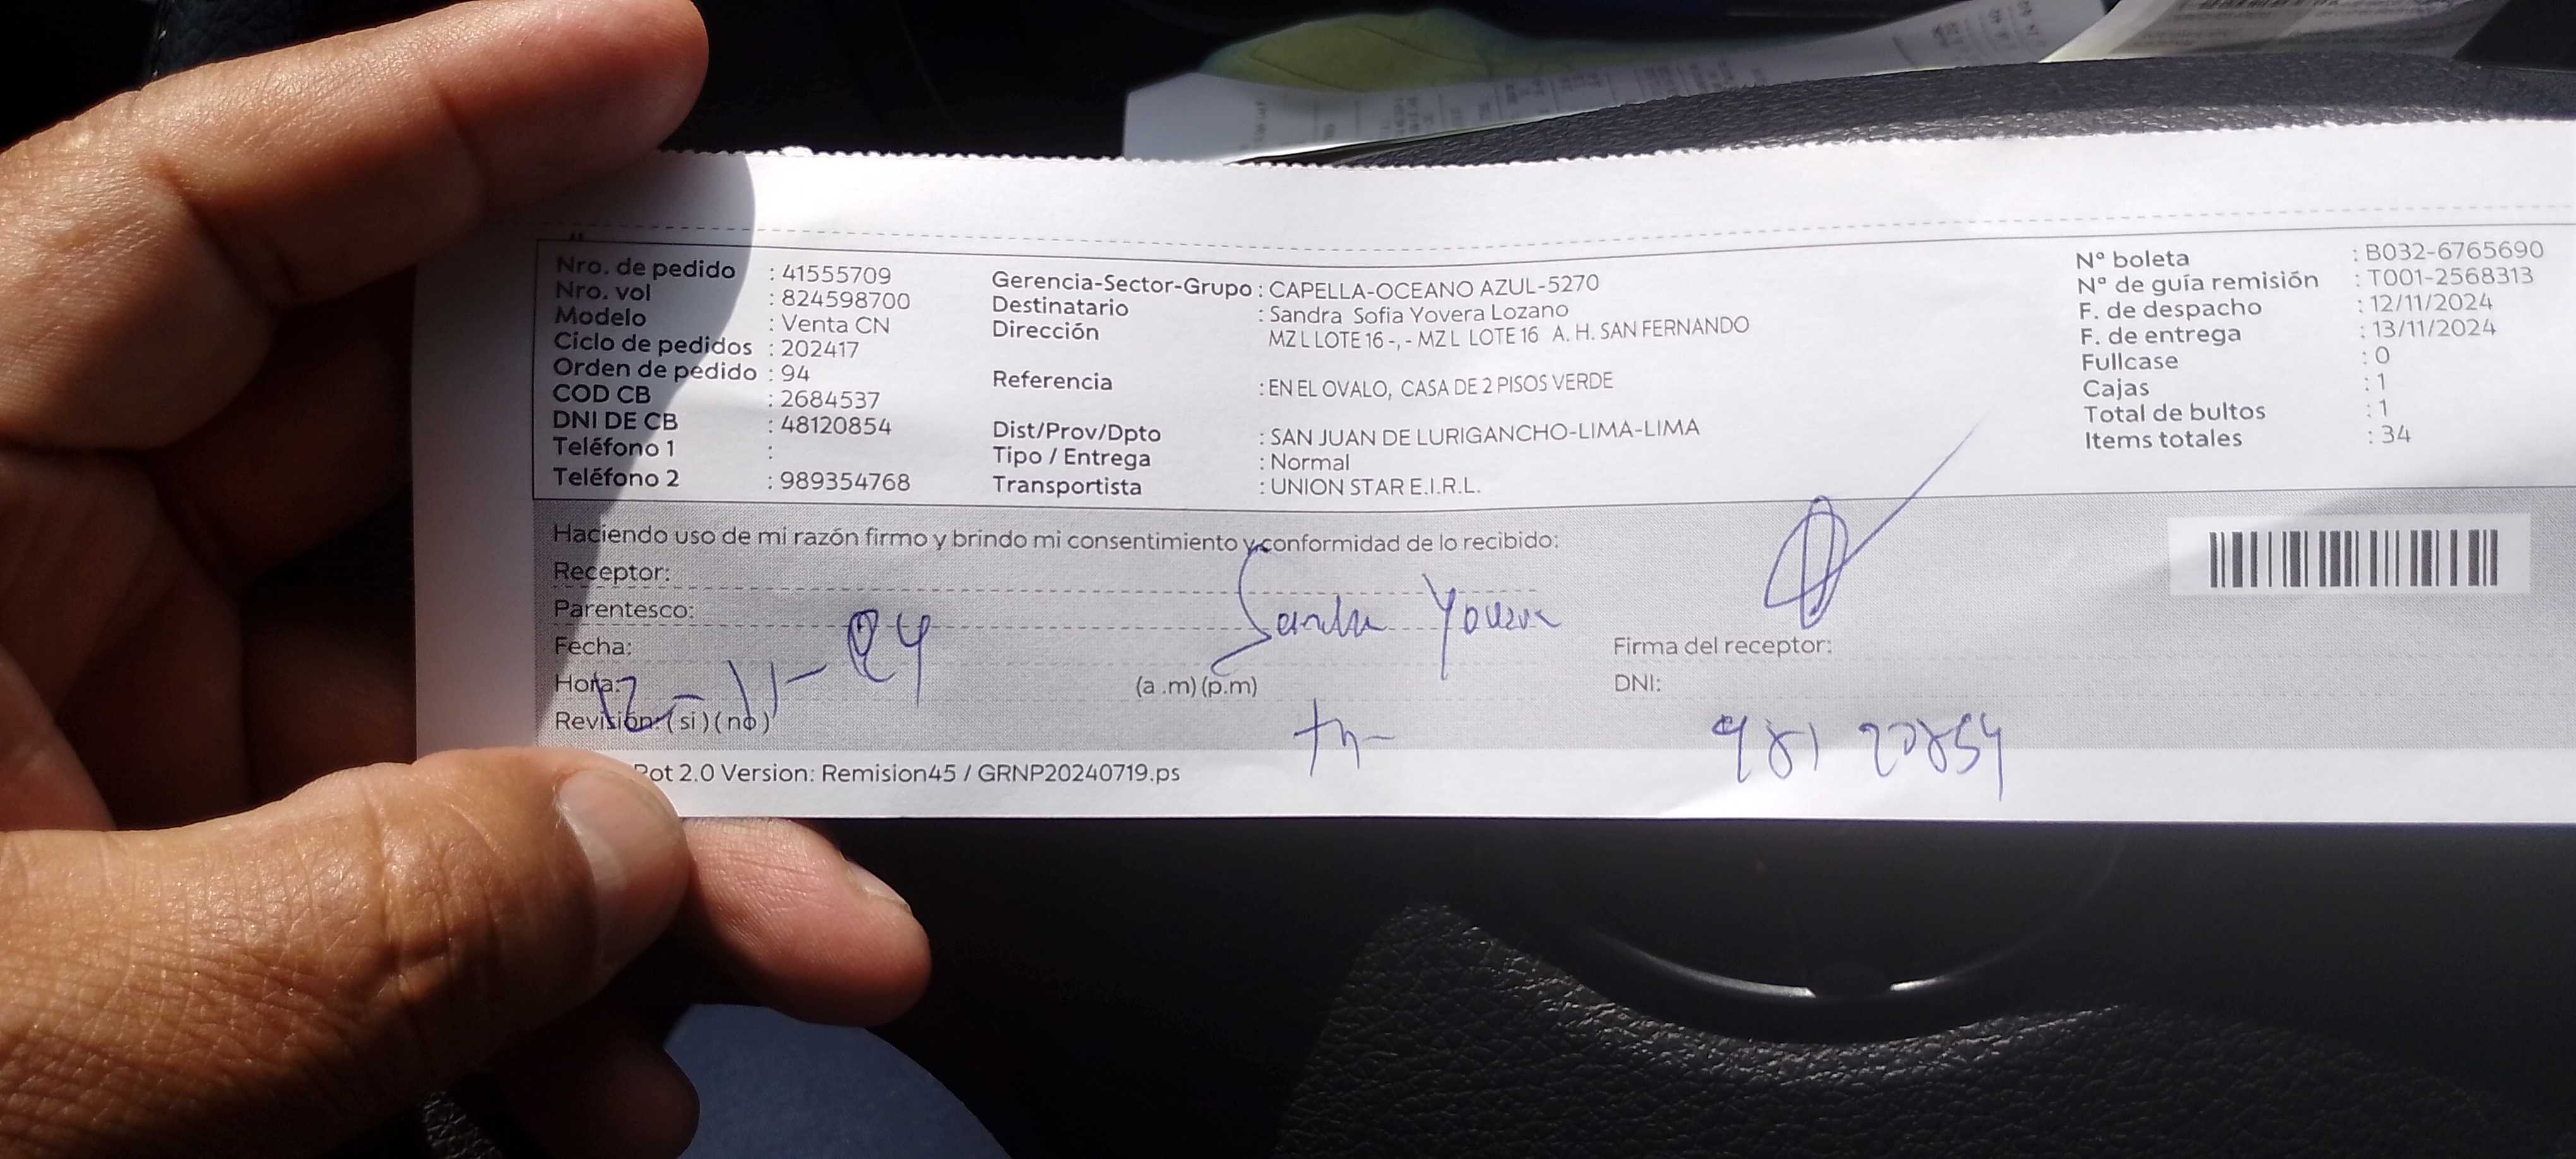 Nro. de pedido : 41555709
Nro. vol : 824598700
Modelo : Venta CN
Ciclo de pedidos : 202417
Orden de pedido : 94
COD CB : 2684537
DNI DE CB : 48120854
Teléfono 1 :
Teléfono 2 : 989354768
Gerencia-Sector-Grupo : CAPELLA-OCEANO AZUL-5270
Destinatario : Sandra Sofia Yovera Lozano
Dirección MZ L LOTE 16 -, - MZ L LOTE 16 A. H. SAN FERNANDO
Referencia : EN EL OVALO, CASA DE 2 PISOS VERDE
Dist/Prov/Dpto : SAN JUAN DE LURIGANCHO-LIMA-LIMA
Tipo / Entrega : Normal
Transportista : UNION STAR E.I.R.L.
Nº boleta : B032-6765690
Nº de guía remisión : T001-2568313
F. de despacho : 12/11/2024
F. de entrega : 13/11/2024
Fullcase : 0
Cajas : 1
Total de bultos : 1
Items totales : 34
Haciendo uso de mi razón firmo y brindo mi consentimiento y conformidad de lo recibido:
Receptor:
Parentesco: Sandra Yovera
Fecha: Firma del receptor:
Hora: (a .m) (p.m) DNI:
12-11-24
Revisión: ( si ) ( no )
Pot 2.0 Version: Remision45 / GRNP20240719.ps